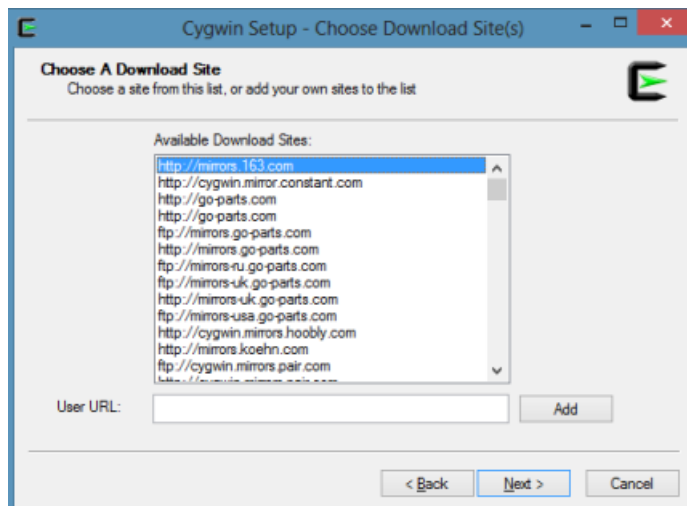 Cygwin Setup - Choose Download Site(s)
Choose A Download Site
Choose a site from this list, or add your own sites to the list
Available Download Sites:
http://mirrors.163.com
http://cygwin.mirror.constant.com
http://go-parts.com
http://go-parts.com
ftp://mirrors.go-parts.com
http://mirrors.go-parts.com
ftp://mirrors-ru.go-parts.com
ftp://mirrors-uk.go-parts.com
http://mirrors-uk.go-parts.com
ftp://mirrors-usa.go-parts.com
http://cygwin.mirrors.hoobly.com
http://mirrors.koehn.com
ftp://cygwin.mirrors.pair.com
User URL:
Add
< Back
Next >
Cancel